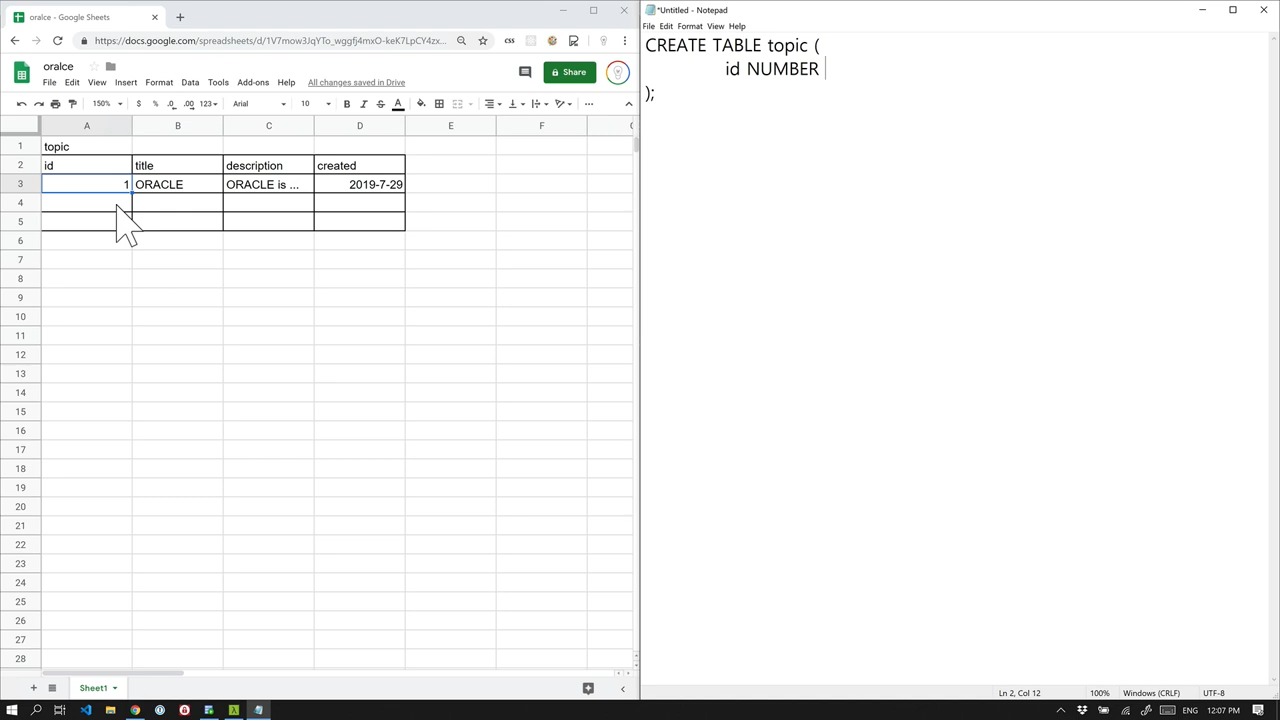 oralce - Google Sheets
https://docs.google.com/spreadsheets/d/1V7mow3JqYTo_wggfj4mxO-keK7LpCY4zx...
css
oralce
File Edit View Insert Format Data Tools Add-ons Help All changes saved in Drive
Share
150% $ % .0 .00 123 Arial 10 B I S A
A B C D E F
1 topic
2 id title description created
3 1 ORACLE ORACLE is ... 2019-7-29
4
5
6
7
8
9
10
11
12
13
14
15
16
17
18
19
20
21
22
23
24
25
26
27
28
Sheet1
*Untitled - Notepad
File Edit Format View Help
CREATE TABLE topic (
id NUMBER
);
Ln 2, Col 12 100% Windows (CRLF) UTF-8
ENG 12:07 PM